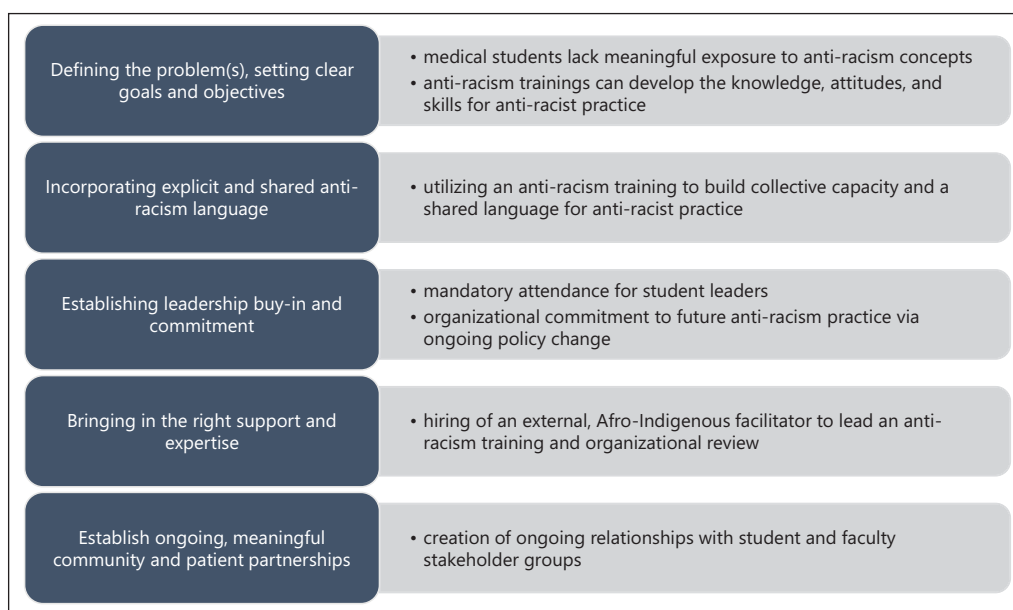 Defining the problem(s), setting clear
goals and objectives
• medical students lack meaningful exposure to anti-racism concepts
• anti-racism trainings can develop the knowledge, attitudes, and
skills for anti-racist practice
Incorporating explicit and shared anti-
racism language
• utilizing an anti-racism training to build collective capacity and a
shared language for anti-racist practice
Establishing leadership buy-in and
commitment
• mandatory attendance for student leaders
• organizational commitment to future anti-racism practice via
ongoing policy change
Bringing in the right support and
expertise
• hiring of an external, Afro-Indigenous facilitator to lead an anti-
racism training and organizational review
Establish ongoing, meaningful
community and patient partnerships
• creation of ongoing relationships with student and faculty
stakeholder groups